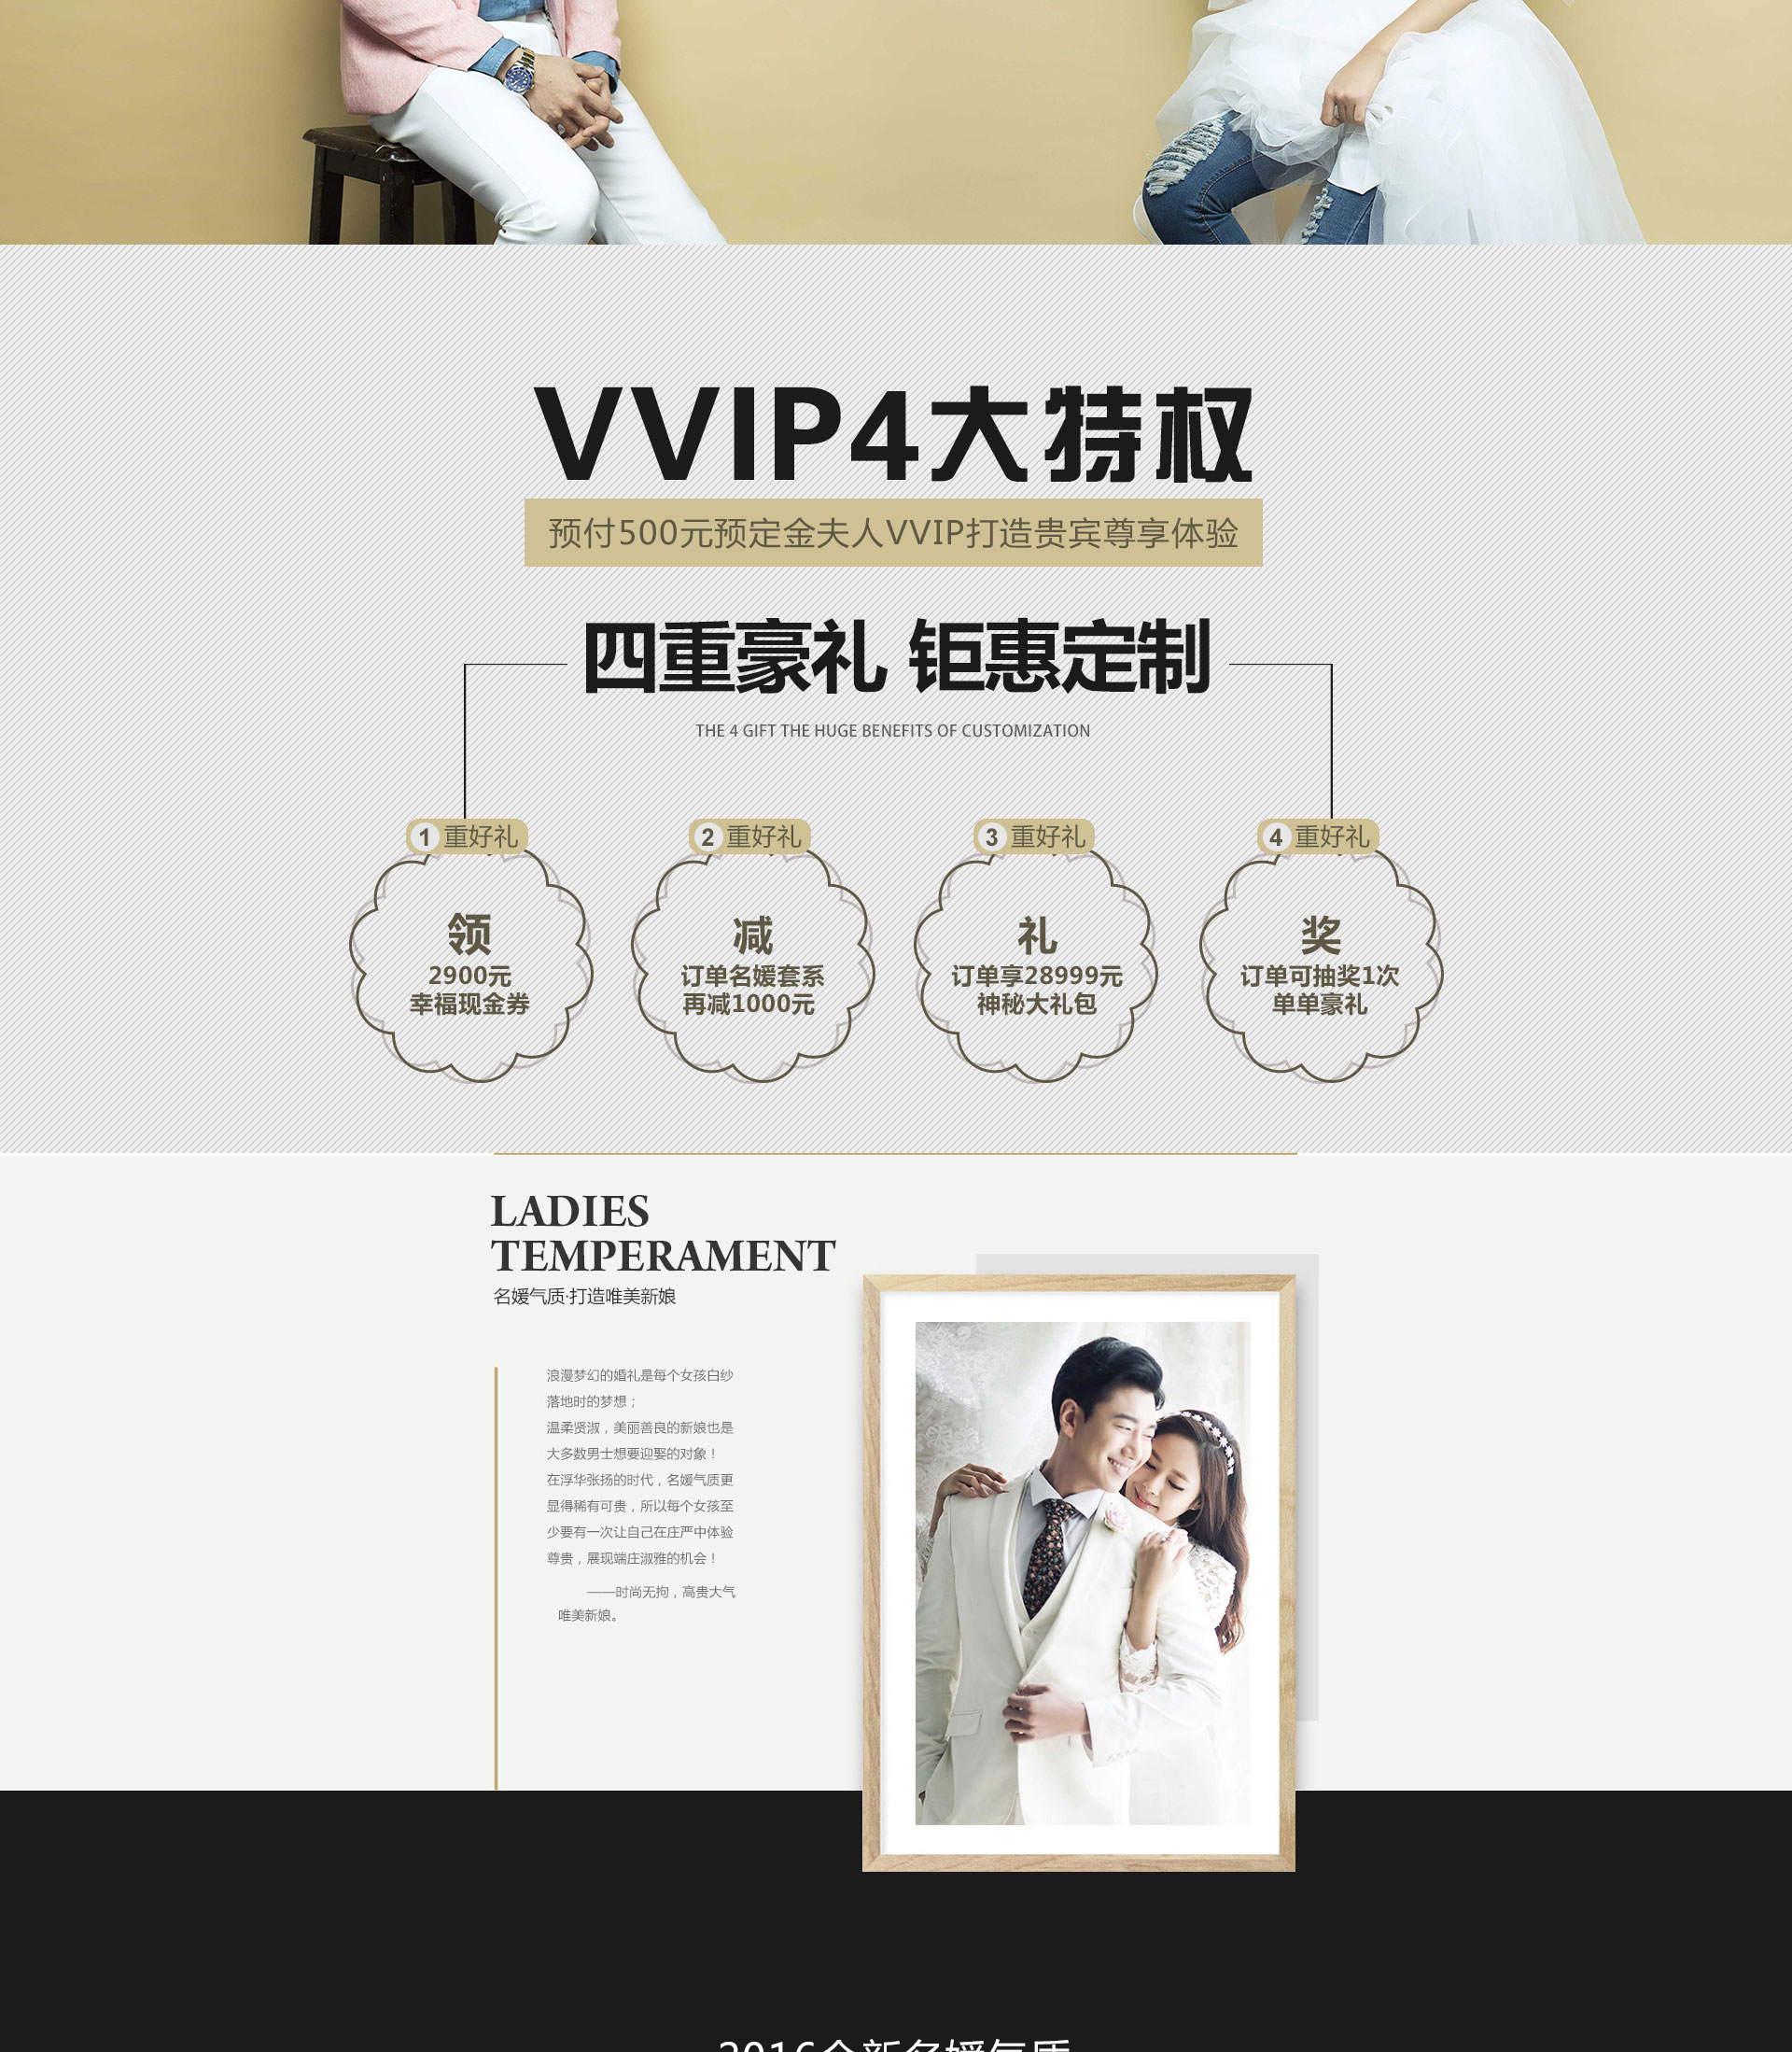 VVIP4大特权
预付500元预定金夫人VVIP打造贵宾尊享体验
四重豪礼 钜惠定制
THE 4 GIFT THE HUGE BENEFITS OF CUSTOMIZATION
1 重好礼
领
2900元
幸福现金券
2 重好礼
减
订单名媛套系
再减1000元
3 重好礼
礼
订单享28999元
神秘大礼包
4 重好礼
奖
订单可抽奖1次
单单豪礼
LADIES
TEMPERAMENT
名媛气质·打造唯美新娘
浪漫梦幻的婚礼是每个女孩白纱
落地时的梦想；
温柔贤淑，美丽善良的新娘也是
大多数男士想要迎娶的对象！
在浮华张扬的时代，名媛气质更
显得稀有可贵，所以每个女孩至
少要有一次让自己在庄严中体验
尊贵，展现端庄淑雅的机会！
——时尚无拘，高贵大气
唯美新娘。
2016全新名媛气质